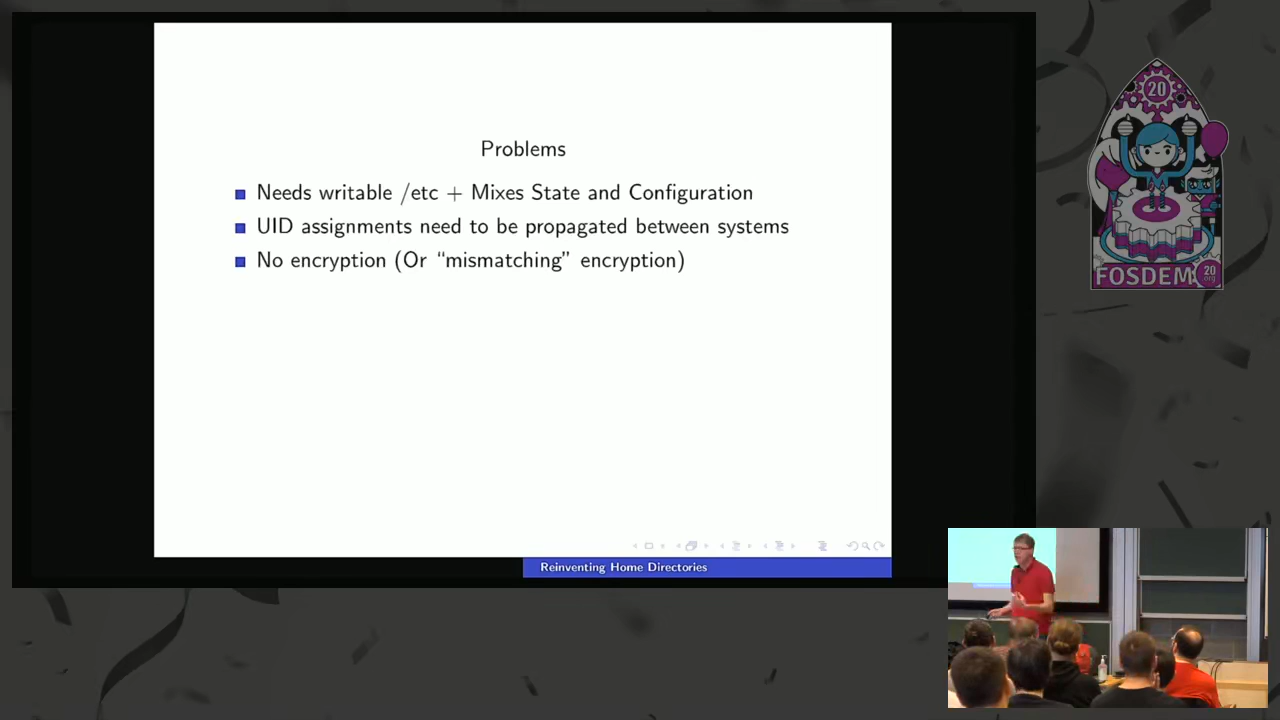 Problems
Needs writable /etc + Mixes State and Configuration
UID assignments need to be propagated between systems
No encryption (Or “mismatching” encryption)
Reinventing Home Directories
20
FOSDEM
20
.org